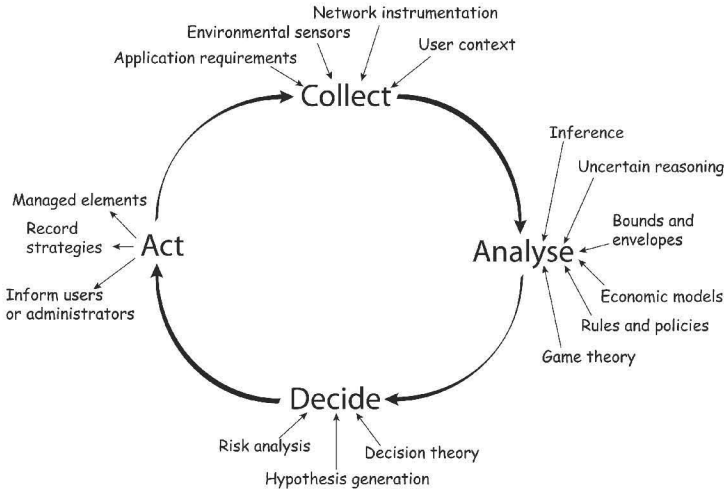 Network instrumentation
Environmental sensors
User context
Application requirements
Collect
Inference
Uncertain reasoning
Managed elements
Bounds and
envelopes
Record
strategies
Act
Analyse
Inform users
or administrators
Economic models
Rules and policies
Game theory
Decide
Risk analysis
Decision theory
Hypothesis generation